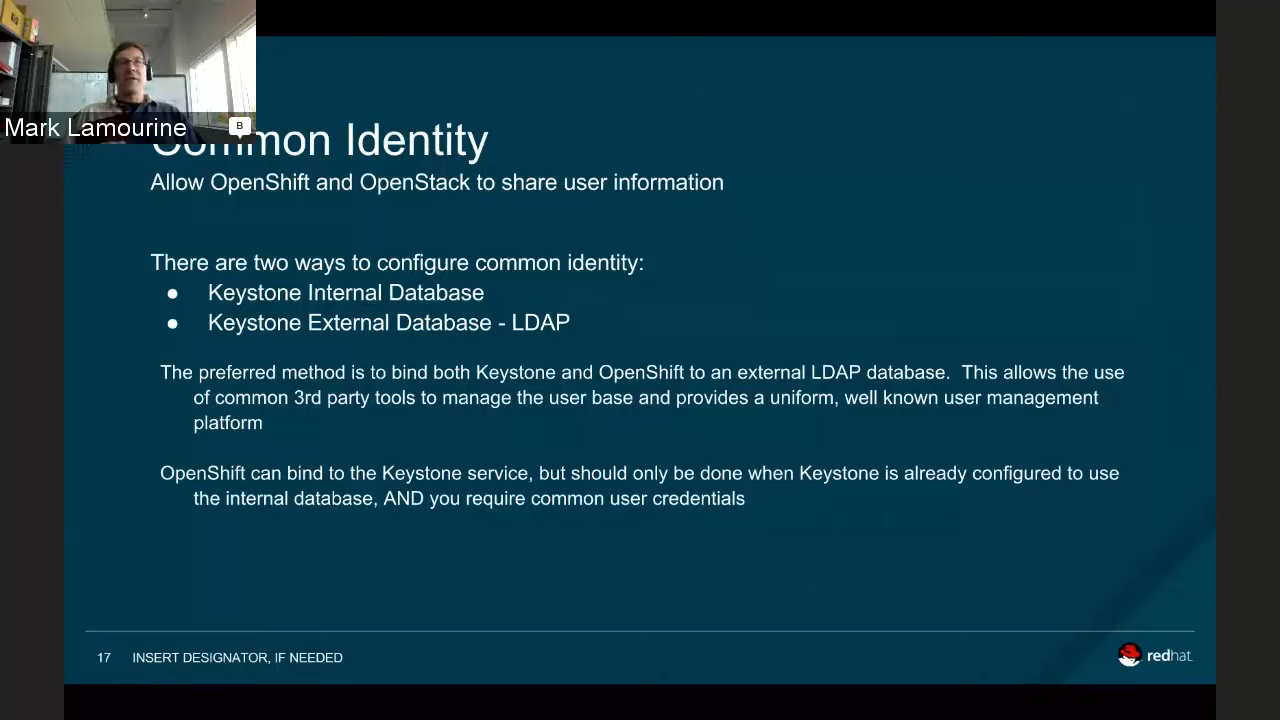 Mark Lamourine
B
Common Identity
Allow OpenShift and OpenStack to share user information
There are two ways to configure common identity:
● Keystone Internal Database
● Keystone External Database - LDAP
The preferred method is to bind both Keystone and OpenShift to an external LDAP database. This allows the use
of common 3rd party tools to manage the user base and provides a uniform, well known user management
platform
OpenShift can bind to the Keystone service, but should only be done when Keystone is already configured to use
the internal database, AND you require common user credentials
17 INSERT DESIGNATOR, IF NEEDED
redhat.